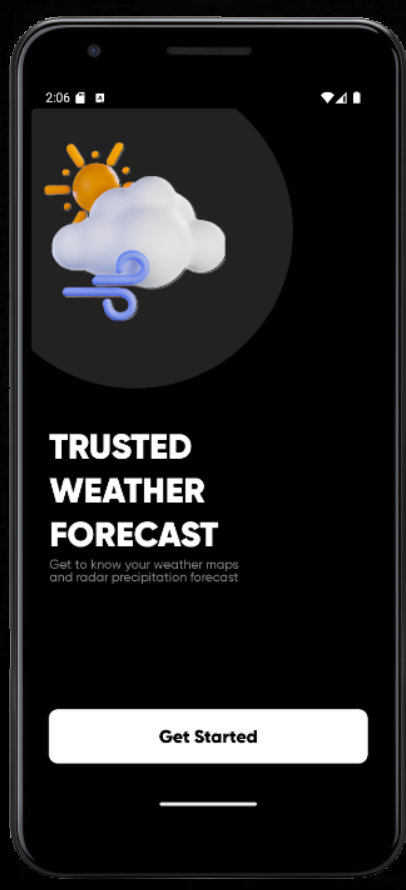 2:06
TRUSTED
WEATHER
FORECAST
Get to know your weather maps
and radar precipitation forecast
Get Started